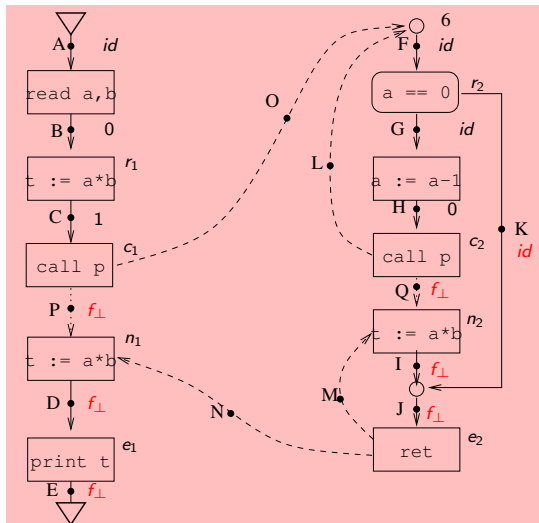 A id
read a,b
B 0
t := a*b r1
C 1
call p c1
P f⊥
t := a*b n1
D f⊥
print t e1
E f⊥
O
L
N
M
6
F id
a == 0 r2
G id
a := a-1
H 0
K
id
call p c2
Q f⊥
t := a*b n2
I
J f⊥
ret e2